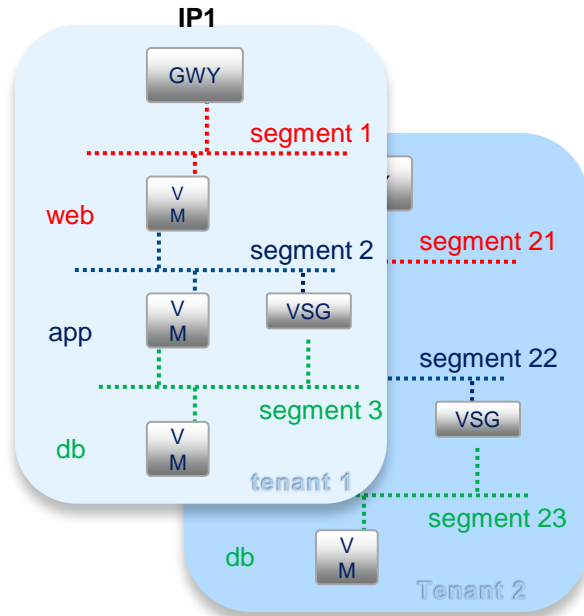 IP1
GWY
segment 1
V
M
web
segment 2
V
M
VSG
app
segment 3
V
M
db
tenant 1
Y
segment 21
segment 22
VSG
segment 23
V
M
db
Tenant 2